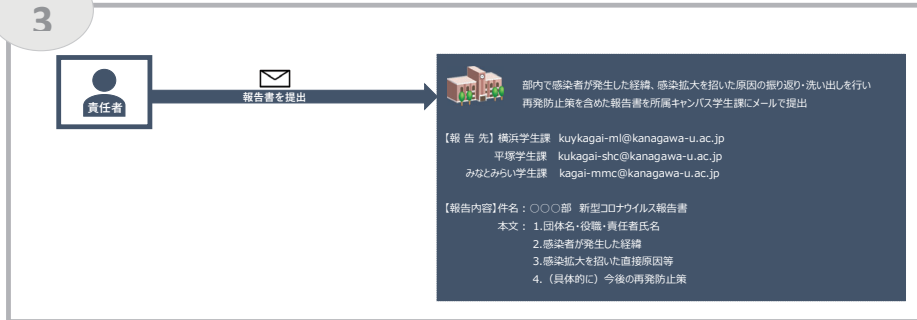 3
責任者
報告書を提出
部内で感染者が発生した経緯、感染拡大を招いた原因の振り返り・洗い出しを行い
再発防止策を含めた報告書を所属キャンパス学生課にメールで提出
【報 告 先】 横浜学生課 kuykagai-ml@kanagawa-u.ac.jp
平塚学生課 kukagai-shc@kanagawa-u.ac.jp
みなとみらい学生課 kagai-mmc@kanagawa-u.ac.jp
【報告内容】件名：○○○部 新型コロナウイルス報告書
本文： 1.団体名・役職・責任者氏名
2.感染者が発生した経緯
3.感染拡大を招いた直接原因等
4.（具体的に）今後の再発防止策